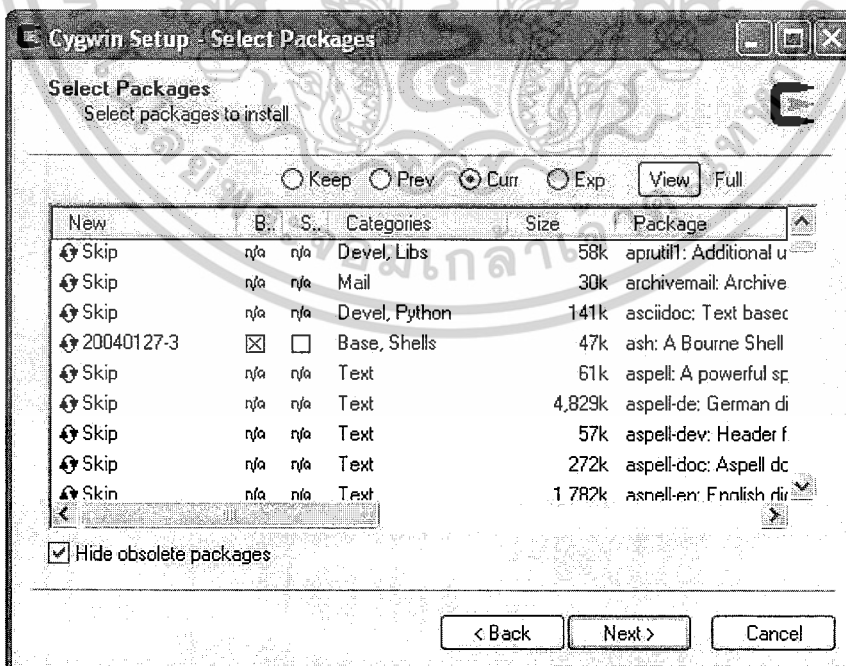 Cygwin Setup - Select Packages
Select Packages
Select packages to install
Keep Prev Curr Exp View Full
New B.. S.. Categories Size Package
Skip n/a n/a Devel, Libs 58k aprutil1: Additional u
Skip n/a n/a Mail 30k archivemail: Archive
Skip n/a n/a Devel, Python 141k asciidoc: Text based
20040127-3 Base, Shells 47k ash: A Bourne Shell
Skip n/a n/a Text 61k aspell: A powerful sp
Skip n/a n/a Text 4,829k aspell-de: German di
Skip n/a n/a Text 57k aspell-dev: Header f
Skip n/a n/a Text 272k aspell-doc: Aspell do
Skip n/a n/a Text 1,782k aspell-en: English dic
Hide obsolete packages
< Back Next > Cancel